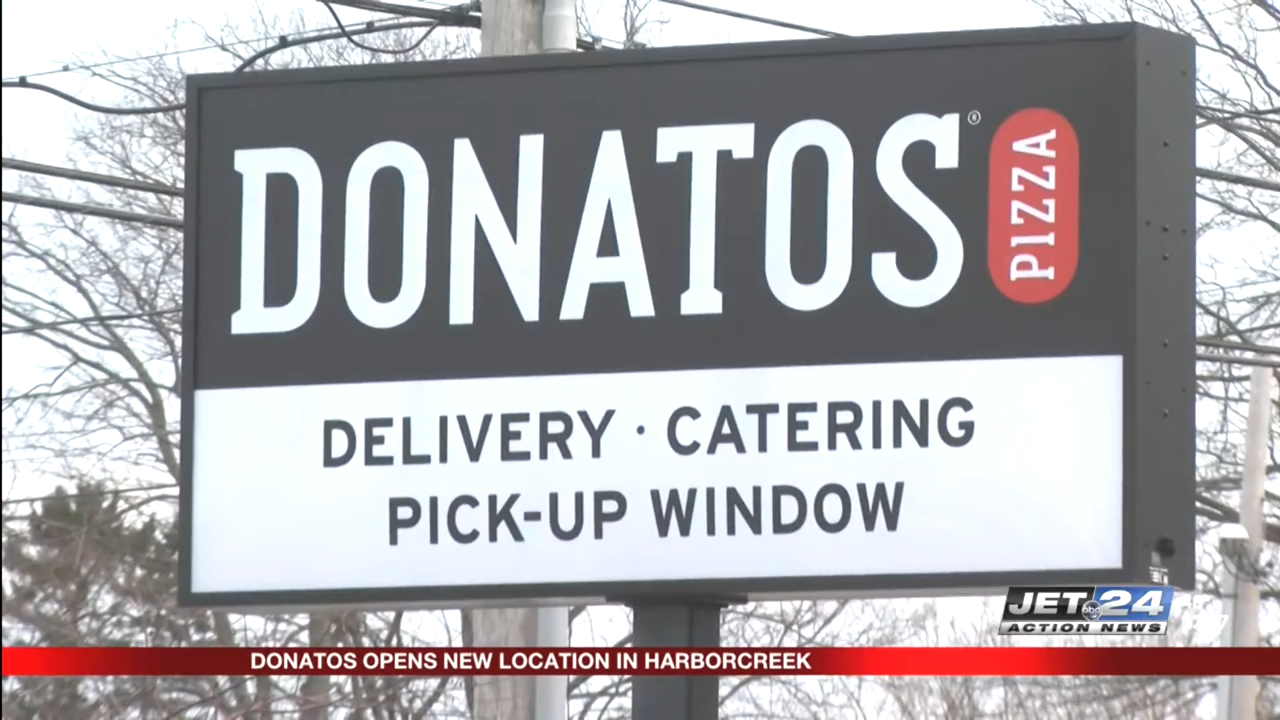 DONATOS®
PIZZA
DELIVERY · CATERING
PICK-UP WINDOW
JET abc 24
ACTION NEWS
DONATOS OPENS NEW LOCATION IN HARBORCREEK